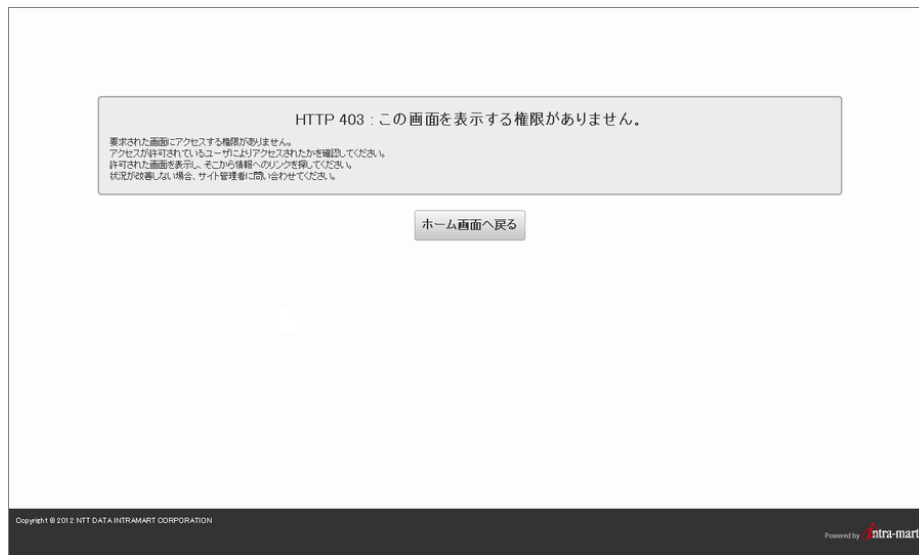 HTTP 403 : この画面を表示する権限がありません。
要求された画面にアクセスする権限がありません。
アクセスが許可されているユーザによりアクセスされたかを確認してください。
許可された画面を表示し、そこから情報へのリンクを探してください。
状況が改善しない場合、サイト管理者に問い合わせてください。
ホーム画面へ戻る
Copyright © 2012 NTT DATA INTRAMART CORPORATION
Powered by intra-mart